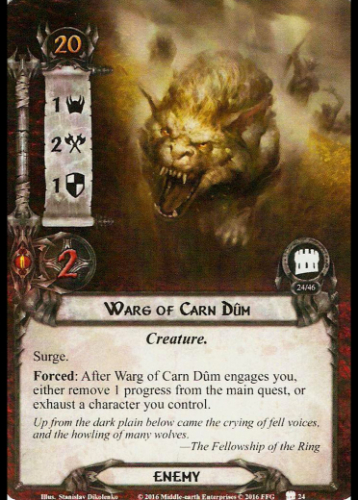 20
1
2
1
2
24/46
Warg of Carn Dûm
Creature.
Surge.
Forced: After Warg of Carn Dûm engages you,
either remove 1 progress from the main quest, or
exhaust a character you control.
Up from the dark plain below came the crying of fell voices,
and the howling of many wolves.
—The Fellowship of the Ring
ENEMY
Illus. Stanislav Dikolenko © 2016 Middle-earth Enterprises © 2016 FFG 24